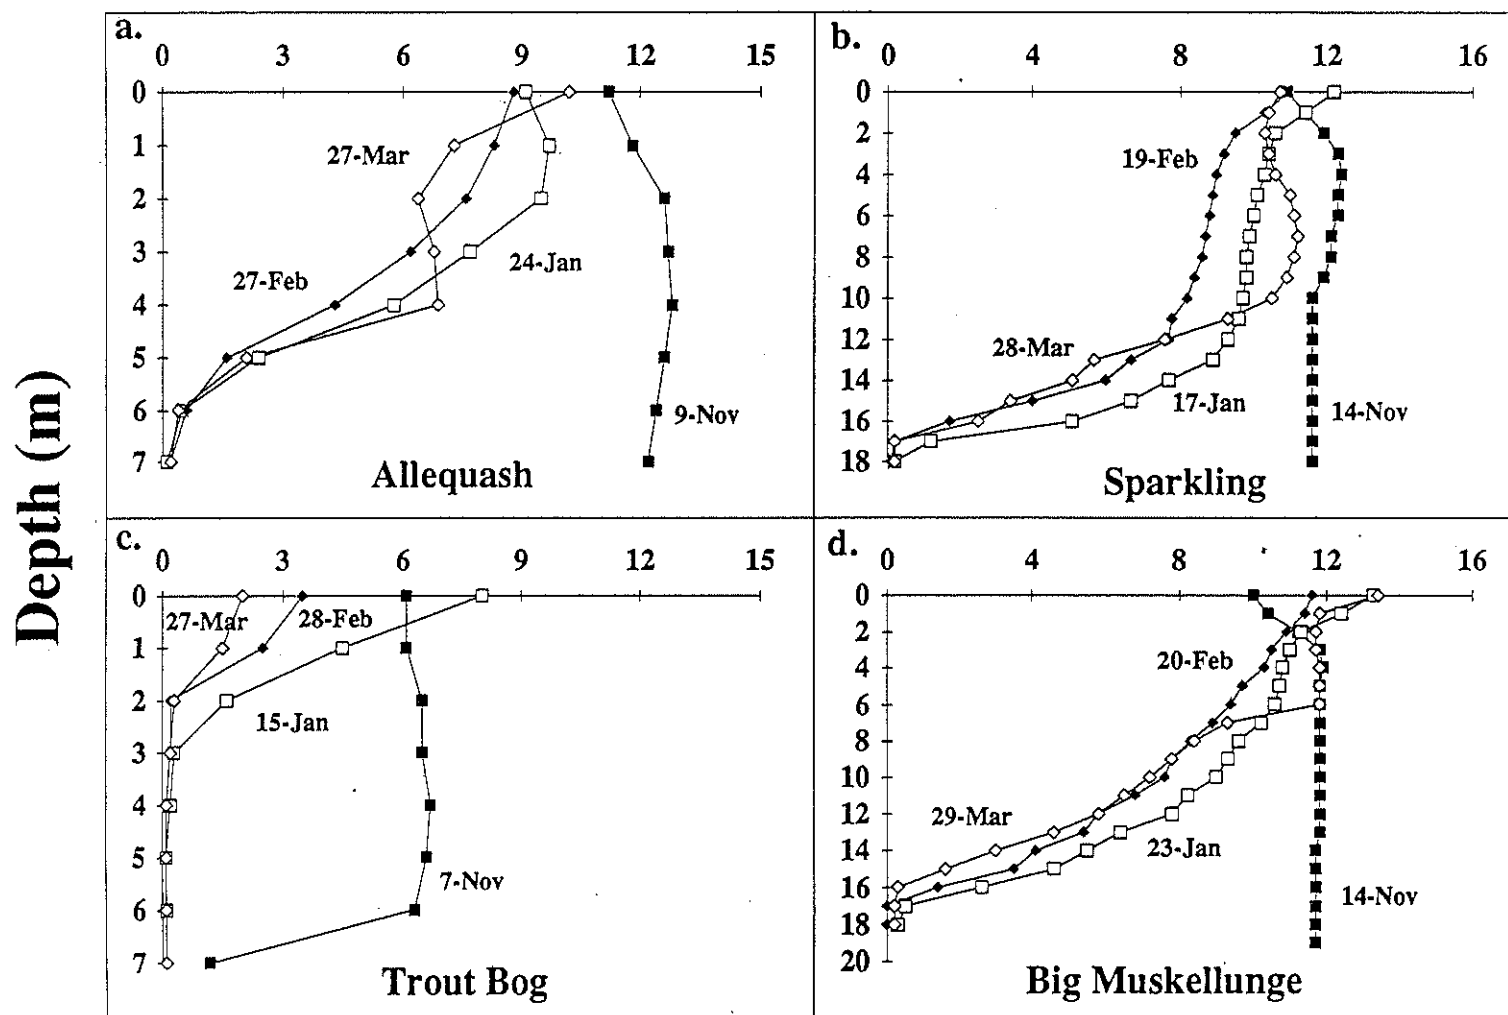 Depth (m)
a.
0 3 6 9 12 15
0
1
2
3
4
5
6
7
27-Mar
27-Feb
24-Jan
9-Nov
Allequash
b.
0 4 8 12 16
0
2
4
6
8
10
12
14
16
18
19-Feb
28-Mar
17-Jan
14-Nov
Sparkling
c.
0 3 6 9 12 15
0
1
2
3
4
5
6
7
27-Mar
28-Feb
15-Jan
7-Nov
Trout Bog
d.
0 4 8 12 16
0
2
4
6
8
10
12
14
16
18
20
20-Feb
29-Mar
23-Jan
14-Nov
Big Muskellunge